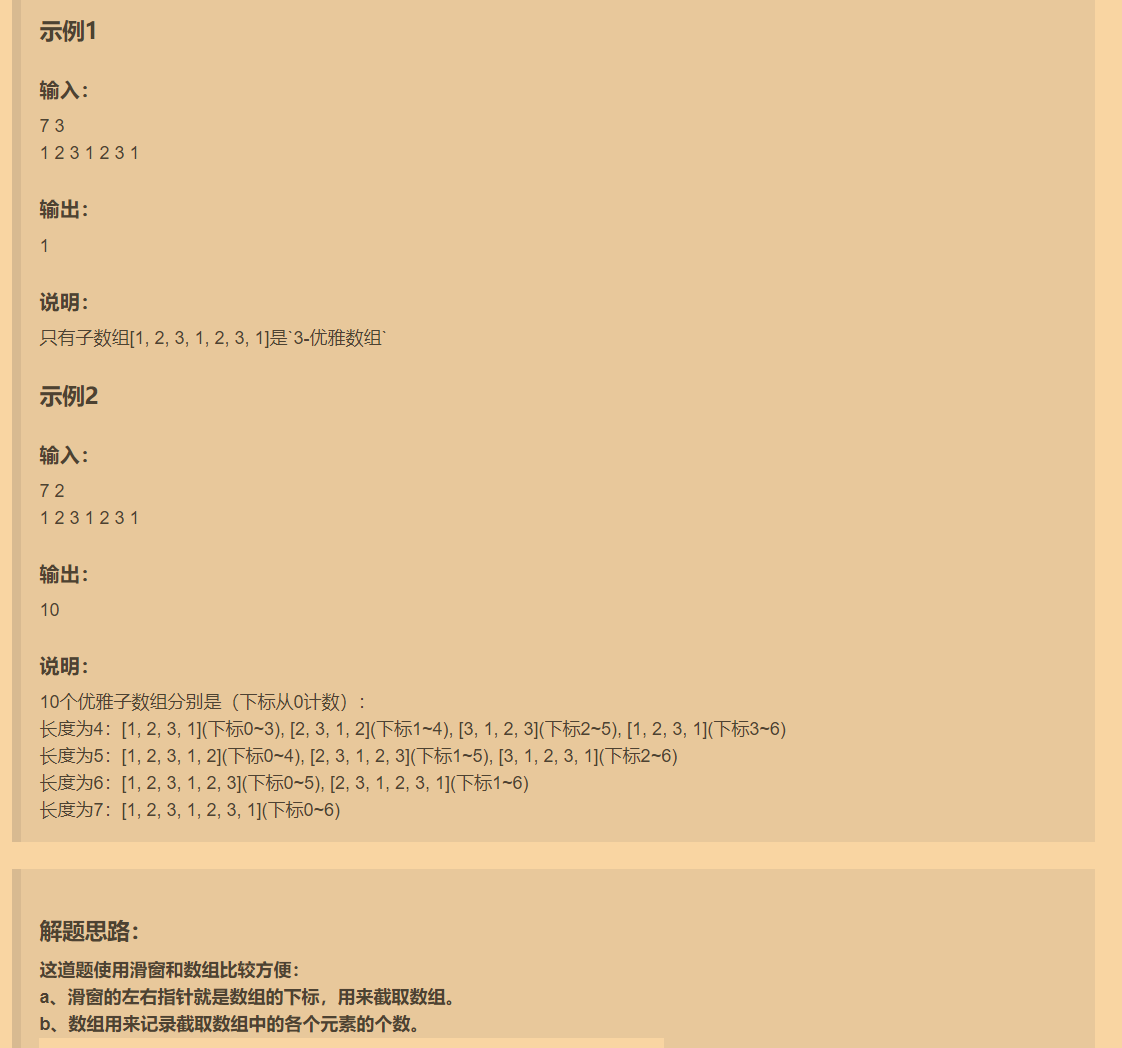 示例1
输入：
7 3
1 2 3 1 2 3 1
输出：
1
说明：
只有子数组[1, 2, 3, 1, 2, 3, 1]是`3-优雅数组`
示例2
输入：
7 2
1 2 3 1 2 3 1
输出：
10
说明：
10个优雅子数组分别是（下标从0计数）:
长度为4：[1, 2, 3, 1](下标0~3), [2, 3, 1, 2](下标1~4), [3, 1, 2, 3](下标2~5), [1, 2, 3, 1](下标3~6)
长度为5：[1, 2, 3, 1, 2](下标0~4), [2, 3, 1, 2, 3](下标1~5), [3, 1, 2, 3, 1](下标2~6)
长度为6：[1, 2, 3, 1, 2, 3](下标0~5), [2, 3, 1, 2, 3, 1](下标1~6)
长度为7：[1, 2, 3, 1, 2, 3, 1](下标0~6)
解题思路：
这道题使用滑窗和数组比较方便：
a、滑窗的左右指针就是数组的下标，用来截取数组。
b、数组用来记录截取数组中的各个元素的个数。